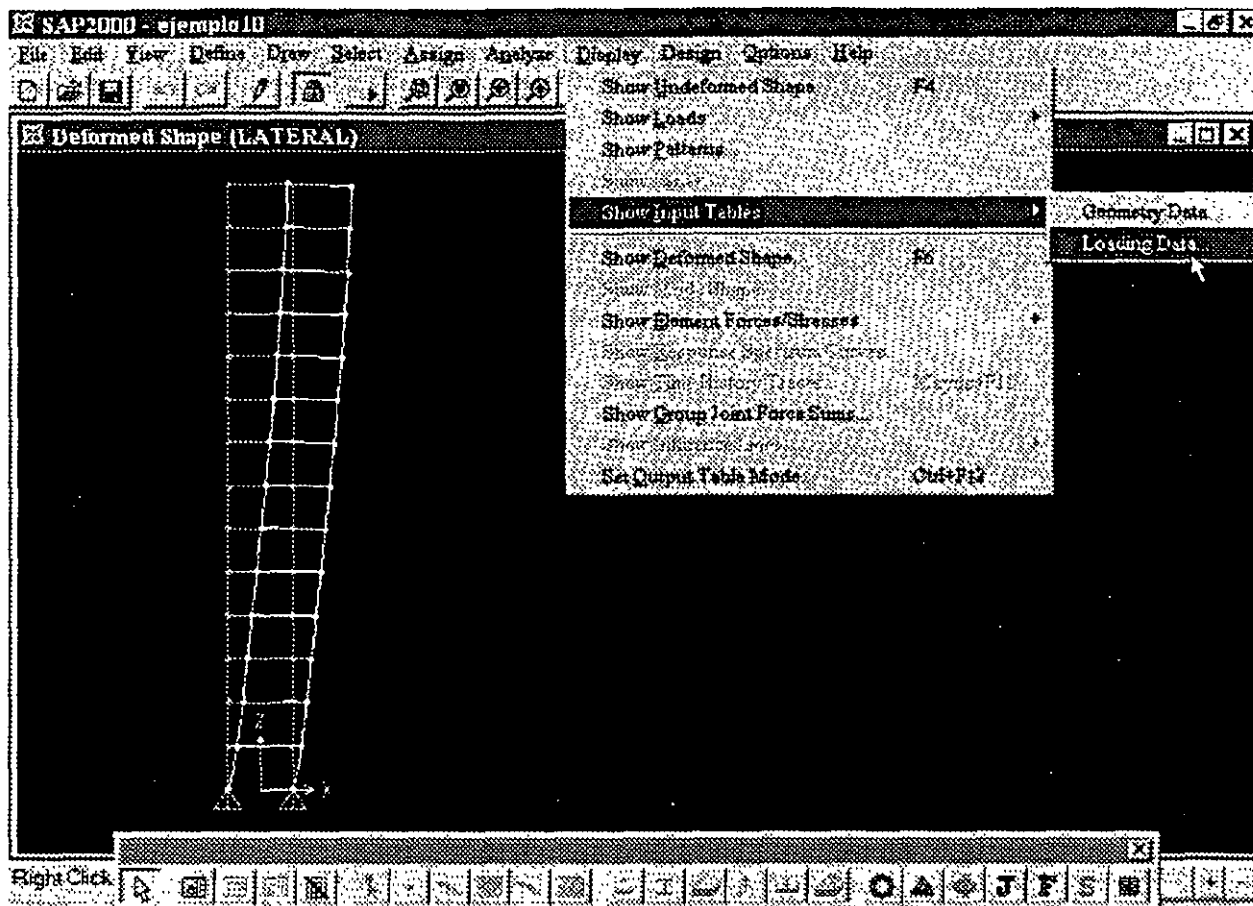 SAP2000 - ejemplo10
File Edit View Define Draw Select Assign Analyze Display Design Options Help
Deformed Shape (LATERAL)
Show Undeformed Shape F4
Show Loads
Show Patterns...
Show Input Tables
Geometry Data...
Loading Data...
Show Deformed Shape... F6
Show Element Forces/Stresses
Show Group Joint Force Sums...
Set Output Table Mode
Z
X
Right Click
J F S